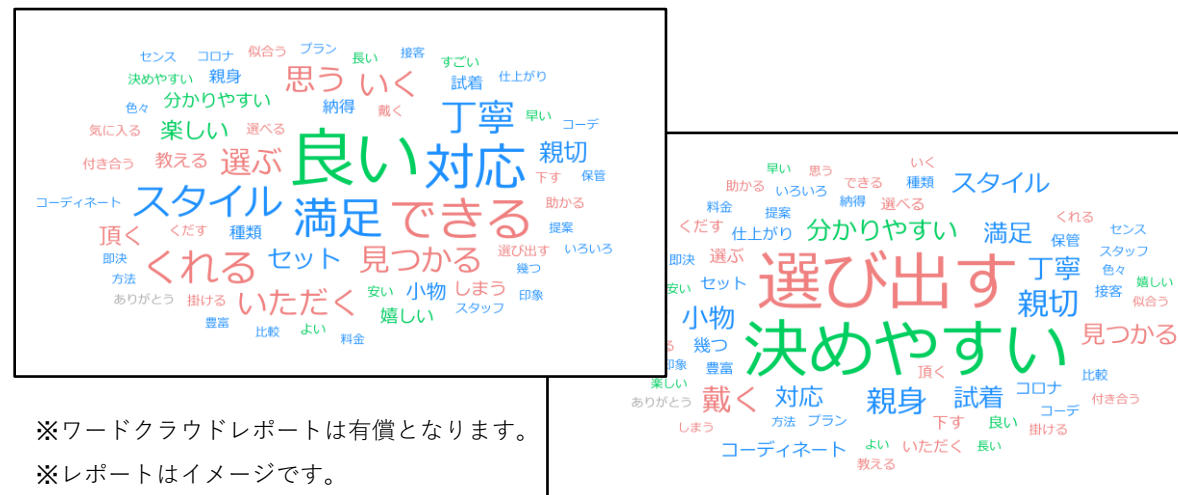 センス コロナ 似合う プラン 長い 接客 すごい
決めやすい 親身 思う いく 試着 仕上がり
色々 分かりやすい 納得 戴く 丁寧 早い コーデ
気に入る 楽しい 選べる 良い 対応 親切
付き合う 教える 選ぶ 下す 保管
コーディネート スタイル 満足 できる 助かる
頂く くだす 種類 提案
即決 くれる セット 見つかる 選び出す いろいろ
方法 幾つ
ありがとう 掛ける いただく 安い 小物 しまう 印象
豊富 嬉しい スタッフ
比較 よい 料金
早い 思う いく
助かる いろいろ できる 種類 スタイル
料金 提案 納得 選べる くれる
くだす 仕上がり 分かりやすい 満足 保管 センス
即決 選ぶ 選び出す 丁寧 スタッフ
安い セット 親切 色々 嬉しい
小物 接客 似合う
る 幾つ 決めやすい 見つかる
印象 豊富 頂く 比較
楽しい 戴く 対応 親身 試着 コロナ
ありがとう コーデ 付き合う
しまう 方法 プラン 下す 良い 掛ける
コーディネート よい いただく 長い
教える
※ワードクラウドレポートは有償となります。
※レポートはイメージです。